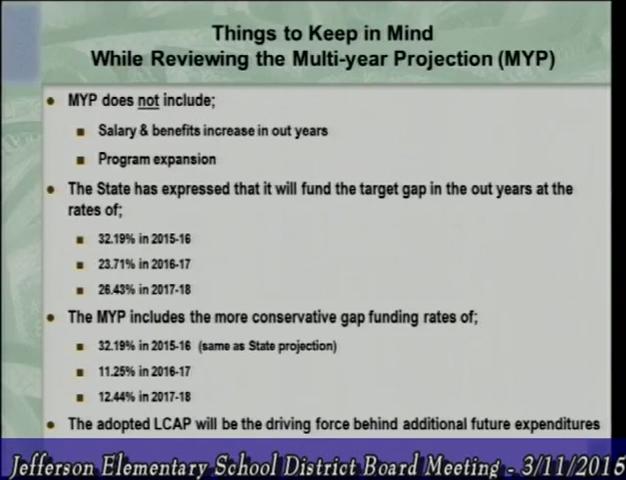 Things to Keep in Mind
While Reviewing the Multi-year Projection (MYP)
MYP does not include;
Salary & benefits increase in out years
Program expansion
The State has expressed that it will fund the target gap in the out years at the
rates of;
32.19% in 2015-16
23.71% in 2016-17
26.43% in 2017-18
The MYP includes the more conservative gap funding rates of;
32.19% in 2015-16 (same as State projection)
11.25% in 2016-17
12.44% in 2017-18
The adopted LCAP will be the driving force behind additional future expenditures
Jefferson Elementary School District Board Meeting - 3/11/2015